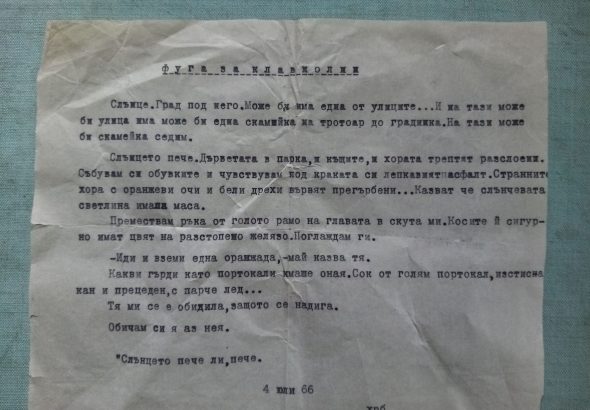 фуга за клавиолин
Слънце.Град под него.Може би има една от улиците...И на тази може
би улица има може би една скамейка на тротоар до градинка.На тази може
би скамейка седим.
Слънцето пече.Дърветата в парка,и къщите,и хората трептят разслоени.
Събувам си обувките и чувствувам под краката си лепкавият асфалт.Странните
хора с оранжеви очи и бели дрехи вървят прегърбени...Казват че слънчевата
светлина имала маса.
Премествам ръка от голото рамо на главата в скута ми.Косите й сигур-
но имат цвят на разстопено желязо.Поглаждам ги.
-Иди и вземи една оранжада,-май казва тя.
Какви гърди като портокали имаше оная.Сок от голям портокал,изстиска
кан и прецеден,с парче лед...
Тя ми се е обидила,защото се надига.
Обичам си я аз нея.
"Слънцето пече ли,пече.
4 юли 66
хрб